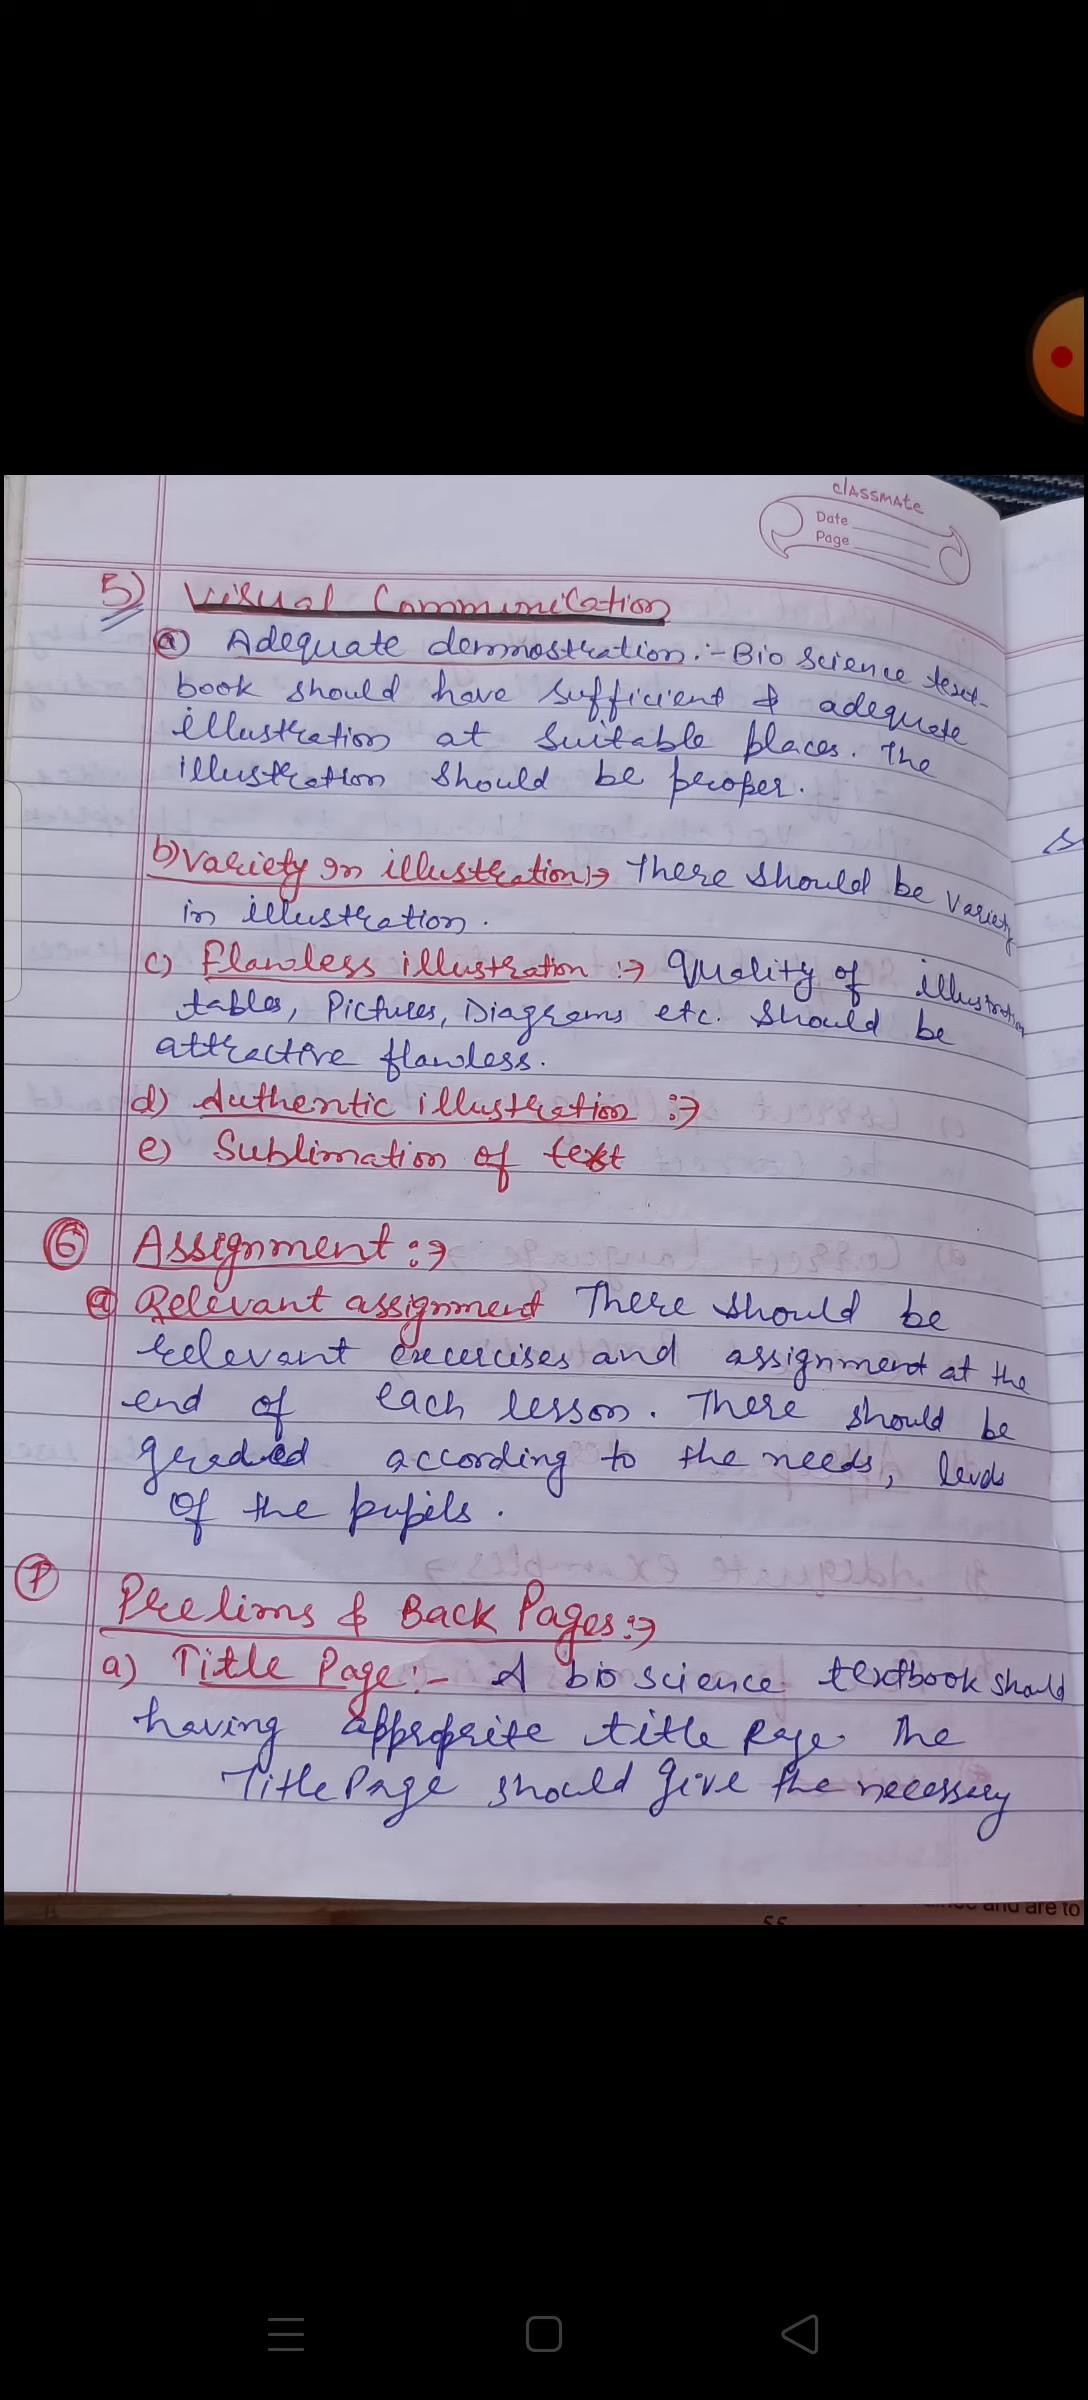 classmate
Date
Page
5) Visual Communication
a) Adequate demnostration :- Bio Science text-
book should have sufficient & adequate
illustration at suitable places. The
illustration should be proper.
b) Variety In illustration :→ There should be variety
in illustration.
c) Flawless illustration :→ Quality of illustration
tables, Pictures, Diagrams etc. should be
attractive flawless.
d) Authentic illustration :→
e) Sublimation of text
6 Assignment :→
a Relevant assignment There should be
relevant excercises and assignment at the
end of each lesson. There should be
gradued according to the needs, levels
of the pupils.
7
Prelims & Back Pages :→
a) Title Page :- A bio science textbook should
having approprite title page. The
Title Page should give the necessary
and are to
55